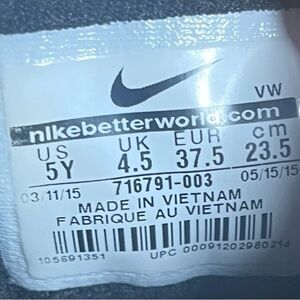 VW
nikebetterworld.com
US UK EUR cm
5Y 4.5 37.5 23.5
03/11/15 716791-003 05/15/15
MADE IN VIETNAM
FABRIQUE AU VIETNAM
105691351 UPC 00091202980214